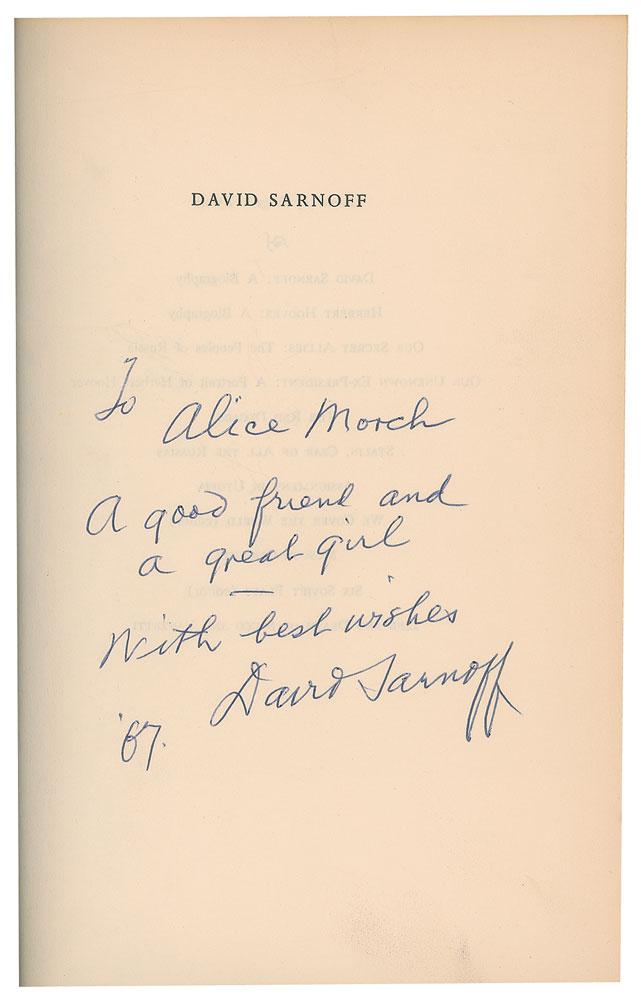 DAVID SARNOFF
To
Alice Morch
A good friend and
a great girl
With best wishes
David Sarnoff
'67.